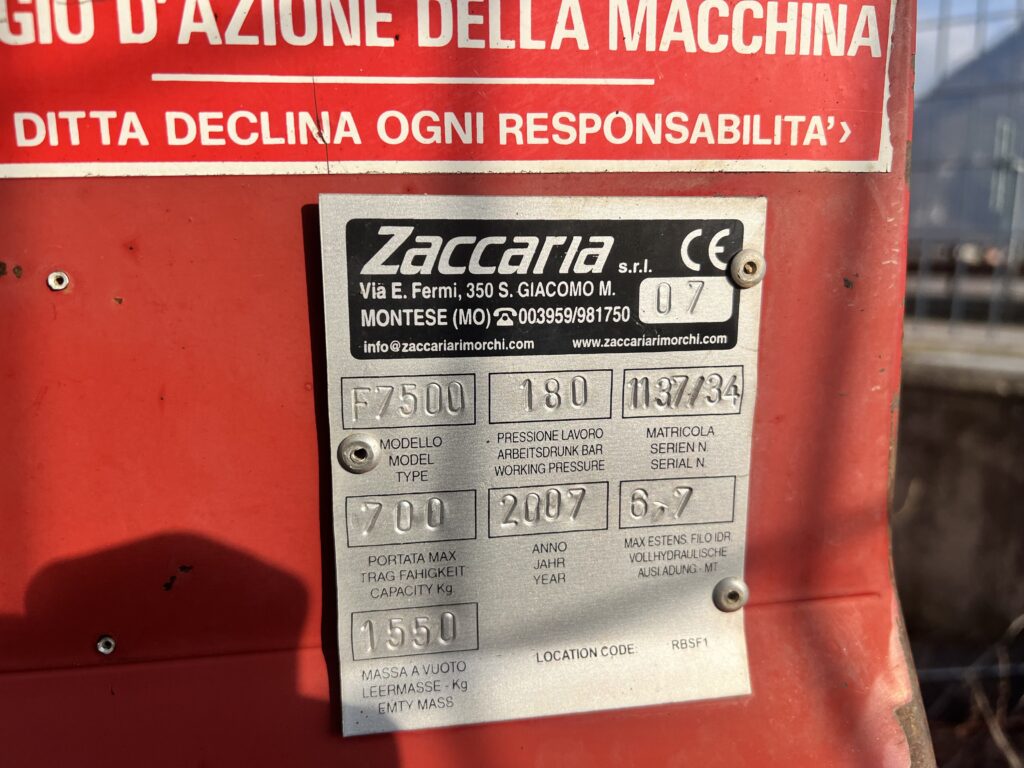 GIO D'AZIONE DELLA MACCHINA
DITTA DECLINA OGNI RESPONSABILITA'
Zaccaria s.r.l. CE
Via E. Fermi, 350 S. GIACOMO M.
MONTESE (MO) ☎ 003959/981750
07
info@zaccariarimorchi.com www.zaccariarimorchi.com
F7500 180 1137/34
MODELLO
MODEL
TYPE
PRESSIONE LAVORO
ARBEITSDRUNK BAR
WORKING PRESSURE
MATRICOLA
SERIEN N.
SERIAL N.
700 2007 6,7
PORTATA MAX
TRAG FAHIGKEIT
CAPACITY Kg
ANNO
JAHR
YEAR
MAX ESTENS. FILO IDR.
VOLLHYDRAULISCHE
AUSLADUNG - MT
1550
MASSA A VUOTO
LEERMASSE - Kg
EMTY MASS
LOCATION CODE: RBSF1